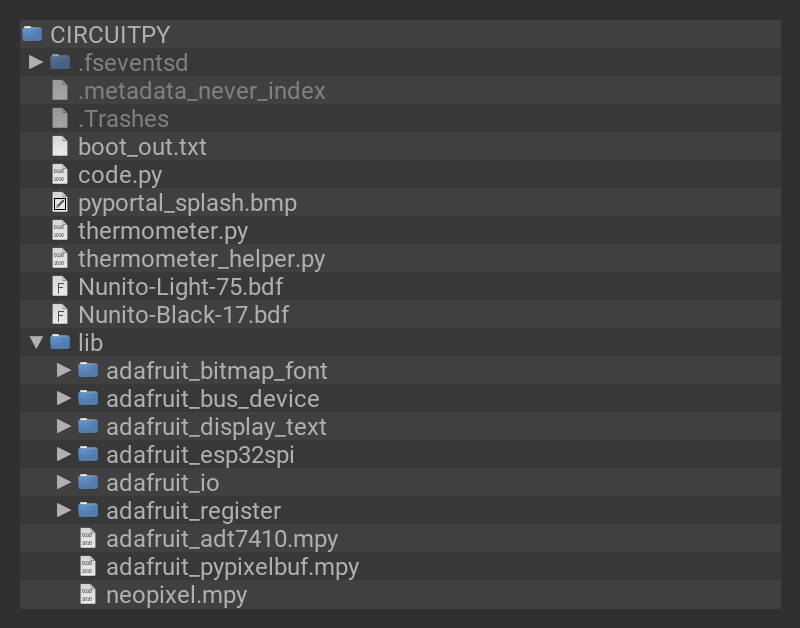 CIRCUITPY
.fseventsd
.metadata_never_index
.Trashes
boot_out.txt
code.py
pyportal_splash.bmp
thermometer.py
thermometer_helper.py
Nunito-Light-75.bdf
Nunito-Black-17.bdf
lib
adafruit_bitmap_font
adafruit_bus_device
adafruit_display_text
adafruit_esp32spi
adafruit_io
adafruit_register
adafruit_adt7410.mpy
adafruit_pypixelbuf.mpy
neopixel.mpy